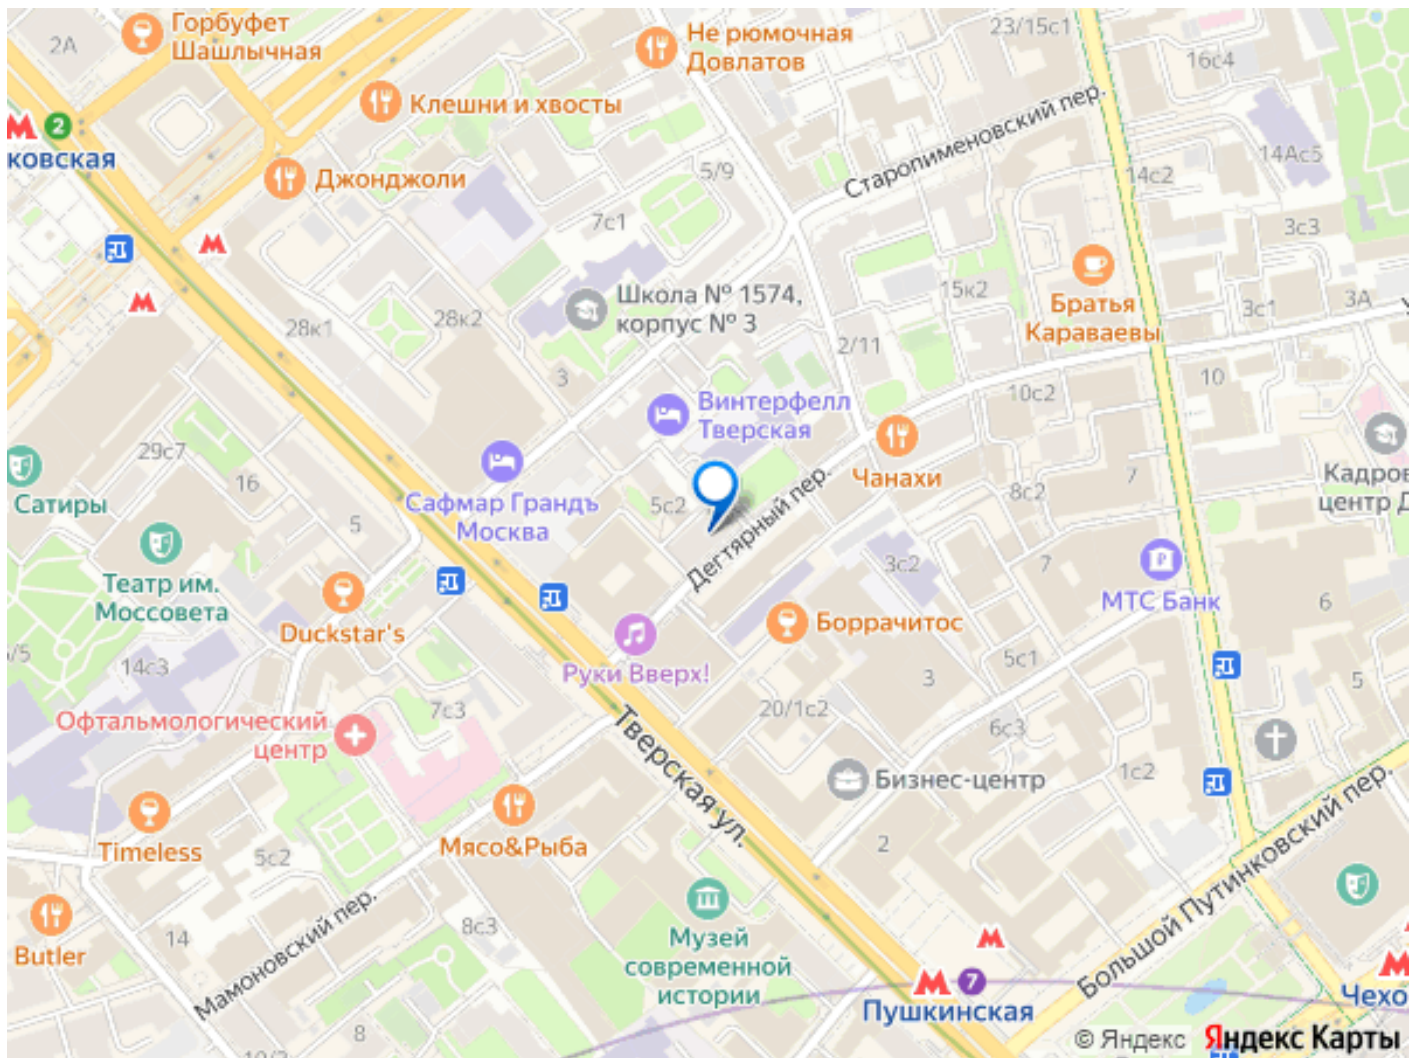 2А
Горбуфет
Шашлычная
Не рюмочная
Довлатов
23/15с1
16с4
Клешни и хвосты
2
ковская
Джонджоли
5/9
Старопименовский пер.
14Ас5
14с2
7с1
3с3
Школа № 1574,
корпус № 3
15к2
Братья
Караваевы
3А
3с1
28к1
28к2
2/11
3
10с2
10
Винтерфелл
Тверская
29с7
16
Сатиры
Сафмар Грандъ
Москва
5с2
Чанахи
7
8с2
Кадров
центр Д
5
Дегтярный пер.
Театр им.
Моссовета
3с2
7
МТС Банк
6
Duckstar's
Боррачитос
/5
14с3
Руки Вверх!
5с1
3
5
Офтальмологический
центр
7с3
20/1с2
6с3
Тверская ул.
Бизнес-центр
1с2
Timeless
5с2
Мясо&Рыба
2
Большой Путинковский пер.
Butler
14
Мамоновский пер.
8с3
Музей
современной
истории
7
Пушкинская
Чехо
8
10/2
© Яндекс
Яндекс Карты